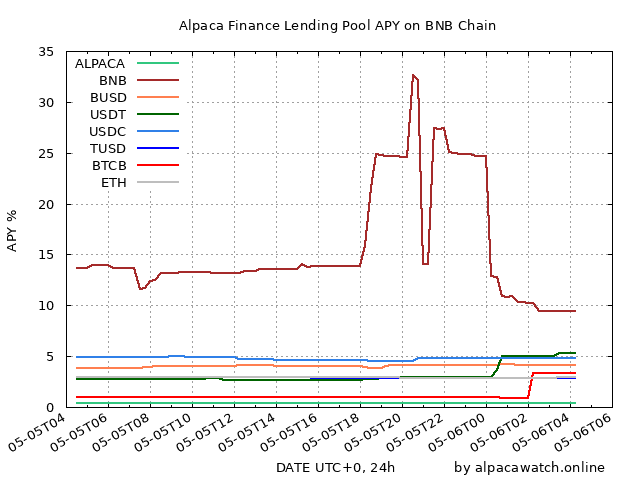 Alpaca Finance Lending Pool APY on BNB Chain
35
30
25
20
15
10
5
0
APY %
ALPACA
BNB
BUSD
USDT
USDC
TUSD
BTCB
ETH
05-05T04
05-05T06
05-05T08
05-05T10
05-05T12
05-05T14
05-05T16
05-05T18
05-05T20
05-05T22
05-06T00
05-06T02
05-06T04
05-06T06
DATE UTC+0, 24h
by alpacawatch.online